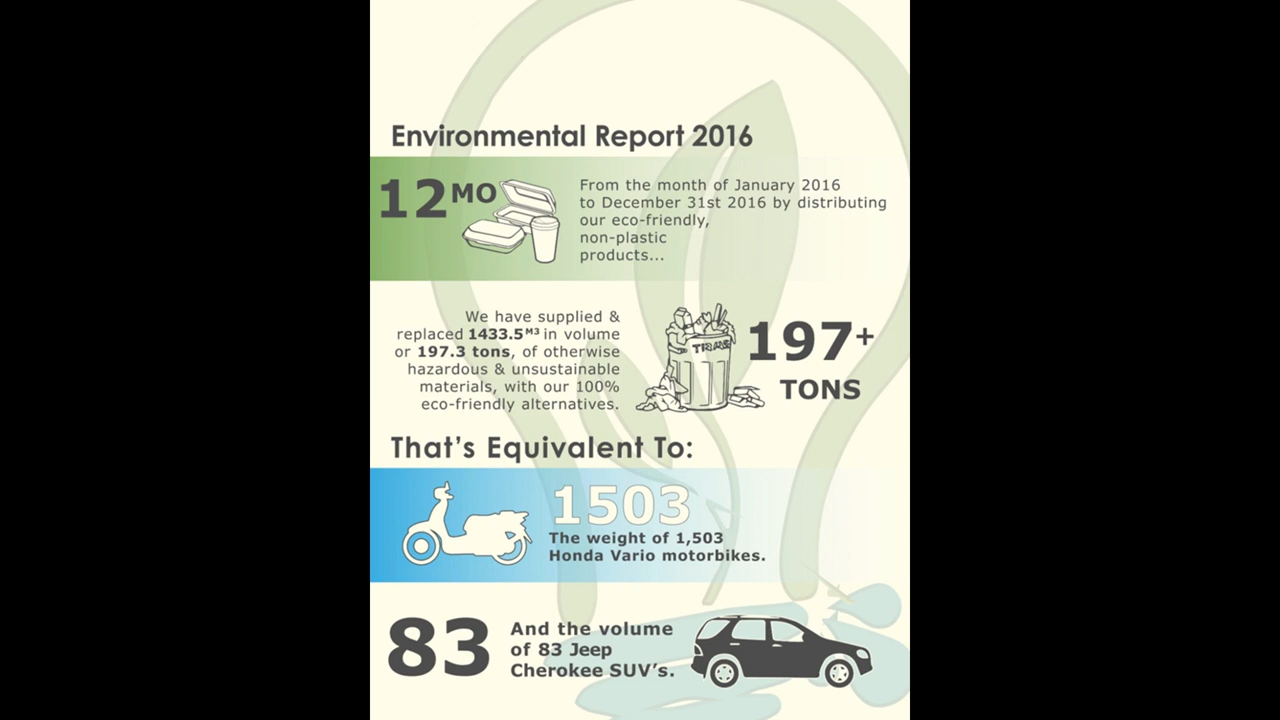 Environmental Report 2016
12 MO
From the month of January 2016
to December 31st 2016 by distributing
our eco-friendly,
non-plastic
products...
We have supplied &
replaced 1433.5M3 in volume
or 197.3 tons, of otherwise
hazardous & unsustainable
materials, with our 100%
eco-friendly alternatives.
TRASH
197+
TONS
That's Equivalent To:
1503
The weight of 1,503
Honda Vario motorbikes.
83
And the volume
of 83 Jeep
Cherokee SUV's.